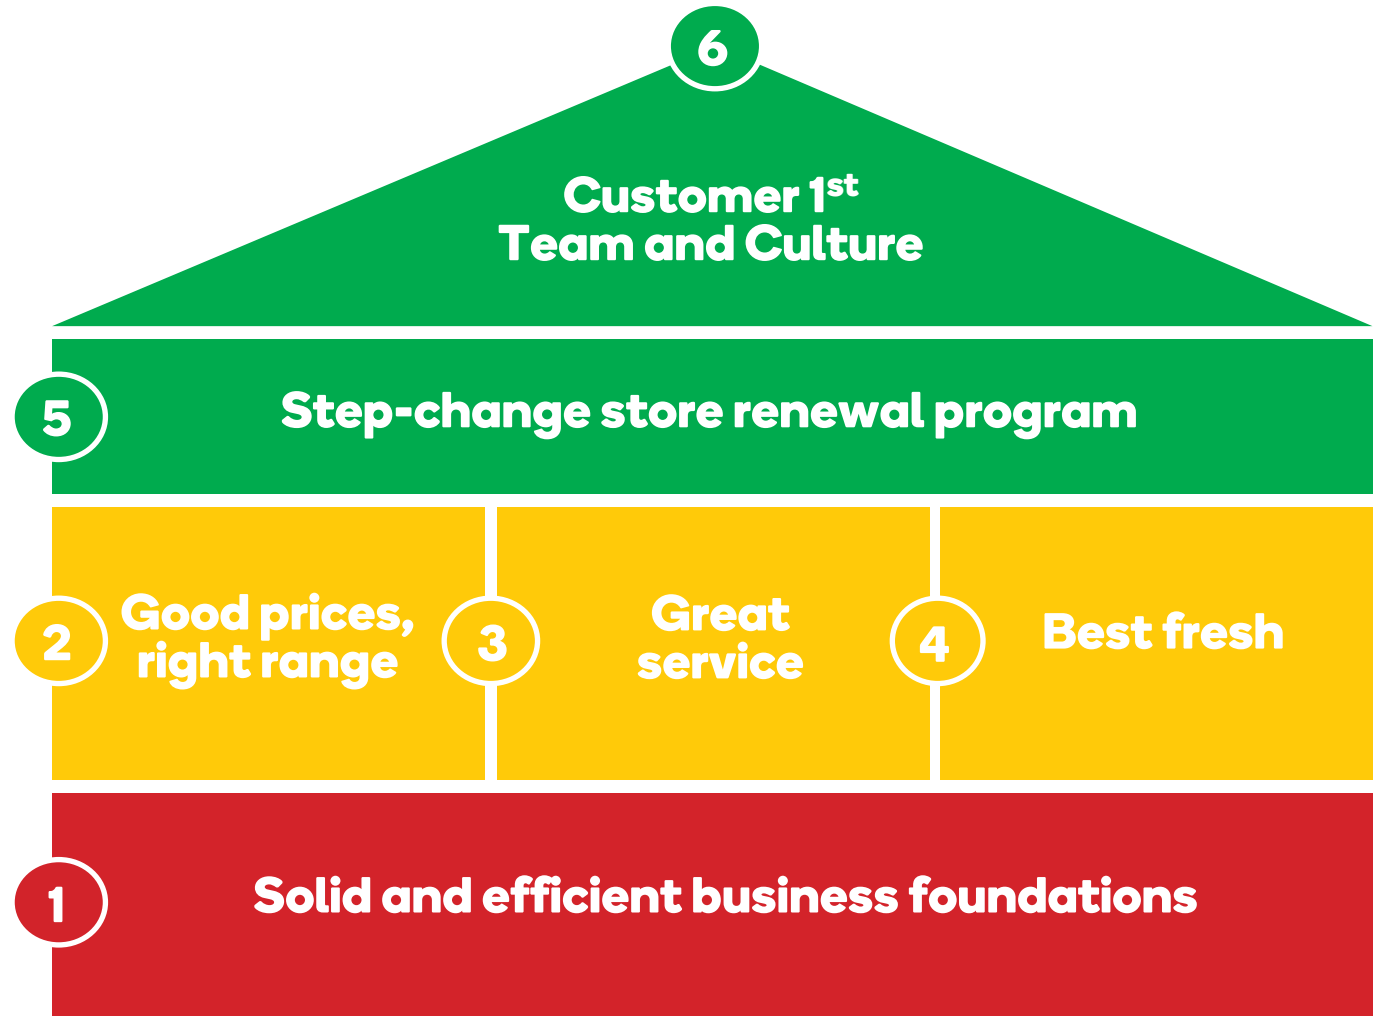 6
Customer 1st
Team and Culture
5
Step-change store renewal program
2
Good prices,
right range
3
Great
service
4
Best fresh
1
Solid and efficient business foundations